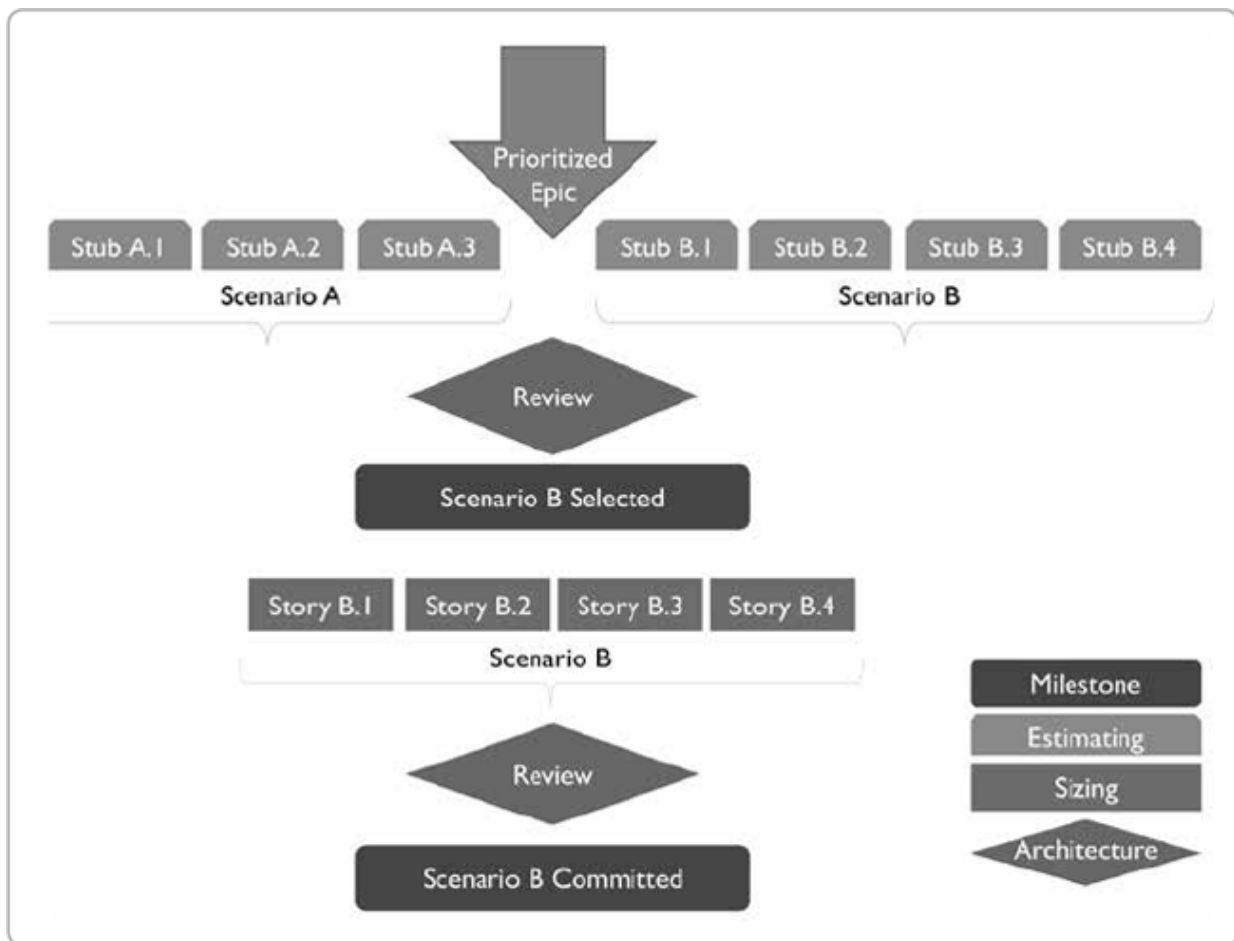 Prioritized
Epic
Stub A.1
Stub A.2
Stub A.3
Stub B.1
Stub B.2
Stub B.3
Stub B.4
Scenario A
Scenario B
Review
Scenario B Selected
Story B.1
Story B.2
Story B.3
Story B.4
Scenario B
Review
Scenario B Committed
Milestone
Estimating
Sizing
Architecture